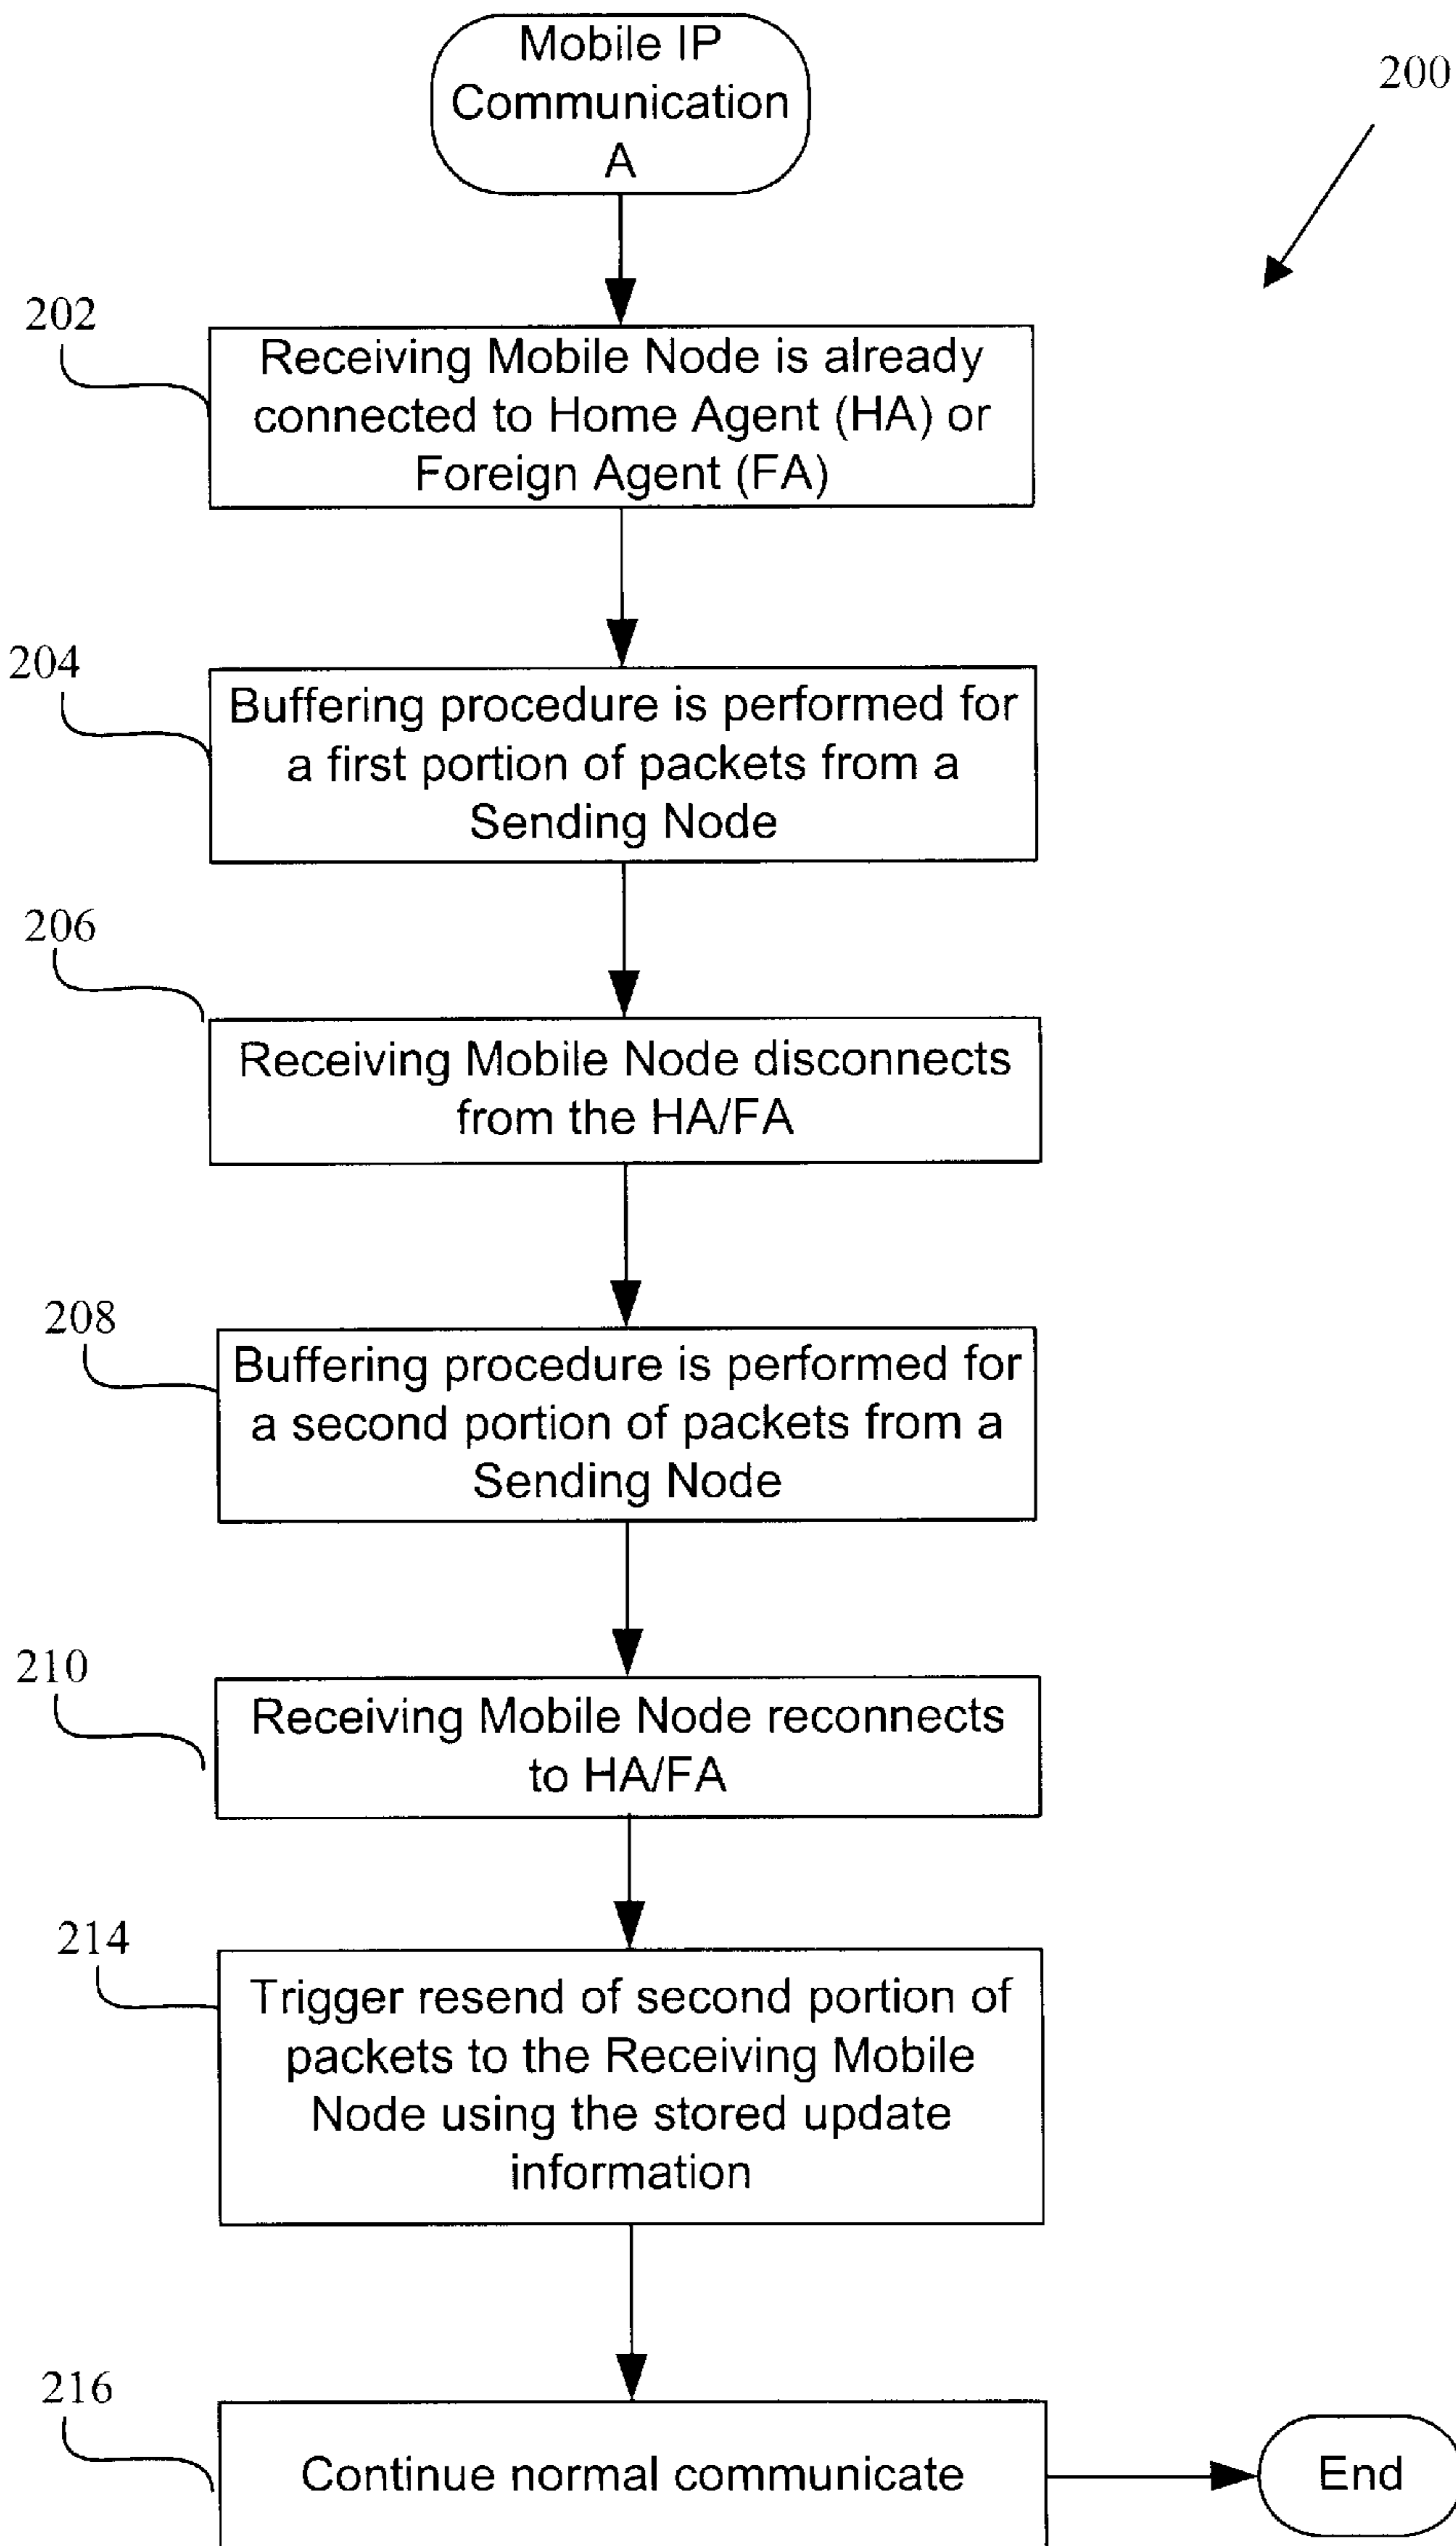 Mobile IP
Communication
A
200
202
Receiving Mobile Node is already
connected to Home Agent (HA) or
Foreign Agent (FA)
204
Buffering procedure is performed for
a first portion of packets from a
Sending Node
206
Receiving Mobile Node disconnects
from the HA/FA
208
Buffering procedure is performed for
a second portion of packets from a
Sending Node
210
Receiving Mobile Node reconnects
to HA/FA
214
Trigger resend of second portion of
packets to the Receiving Mobile
Node using the stored update
information
216
Continue normal communicate
End